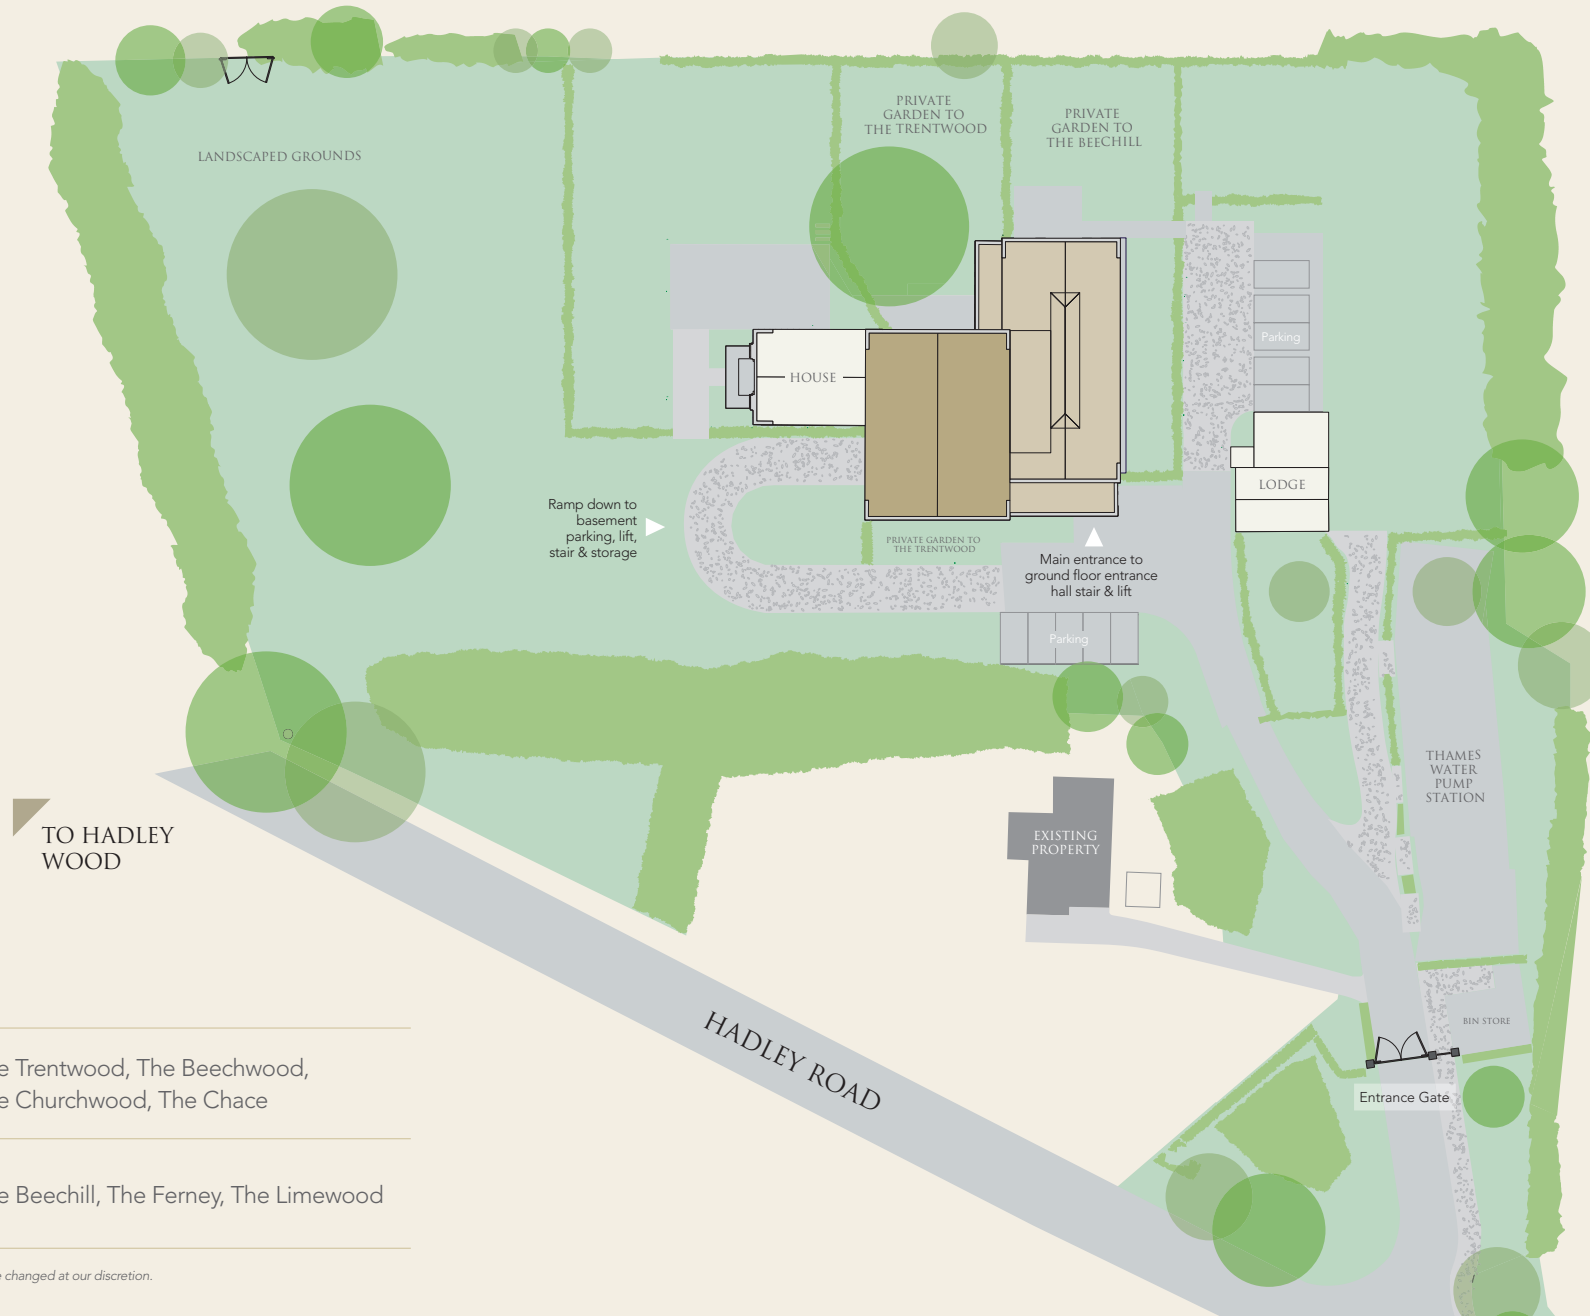 PRIVATE
GARDEN TO
THE TRENTWOOD
PRIVATE
GARDEN TO
THE BEECHILL
LANDSCAPED GROUNDS
Parking
HOUSE
LODGE
Ramp down to
basement
parking, lift,
stair & storage
PRIVATE GARDEN TO
THE TRENTWOOD
Main entrance to
ground floor entrance
hall stair & lift
Parking
THAMES
WATER
PUMP
STATION
TO HADLEY
WOOD
EXISTING
PROPERTY
HADLEY ROAD
BIN STORE
Entrance Gate
e Trentwood, The Beechwood,
e Churchwood, The Chace
e Beechill, The Ferney, The Limewood
e changed at our discretion.